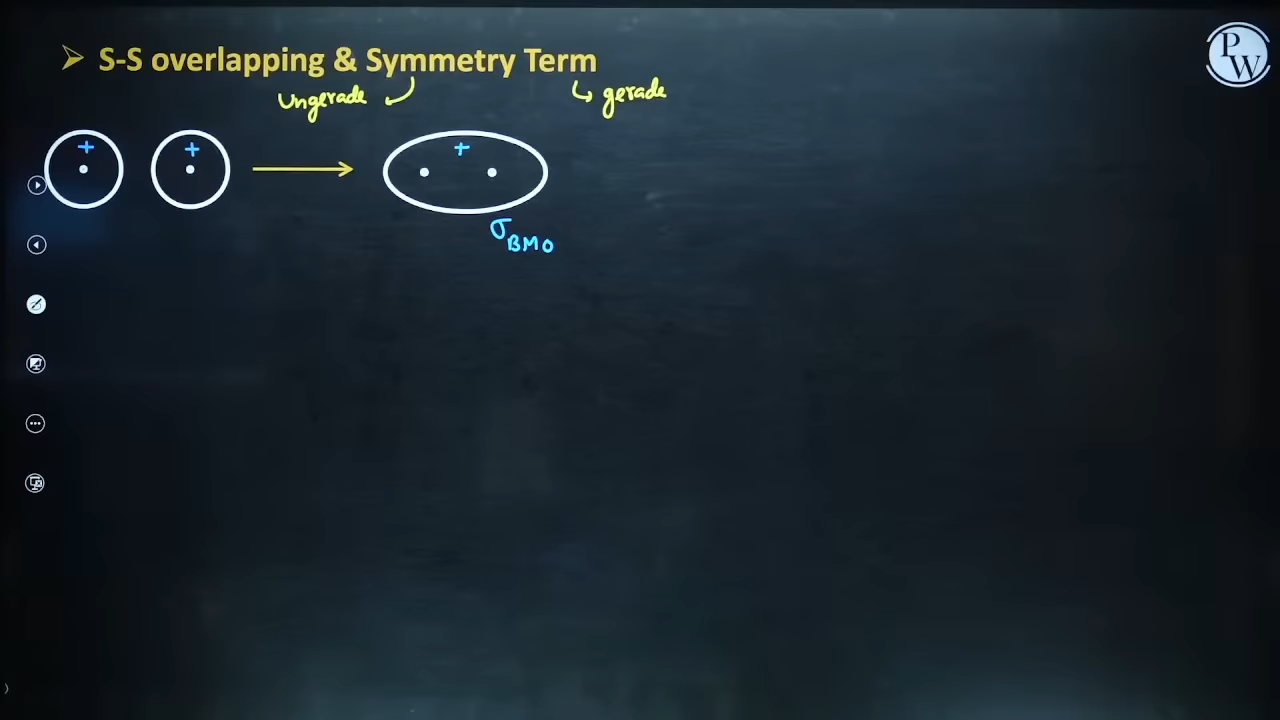 S-S overlapping & Symmetry Term
ungerade gerade
+ + +
σBMO
PW